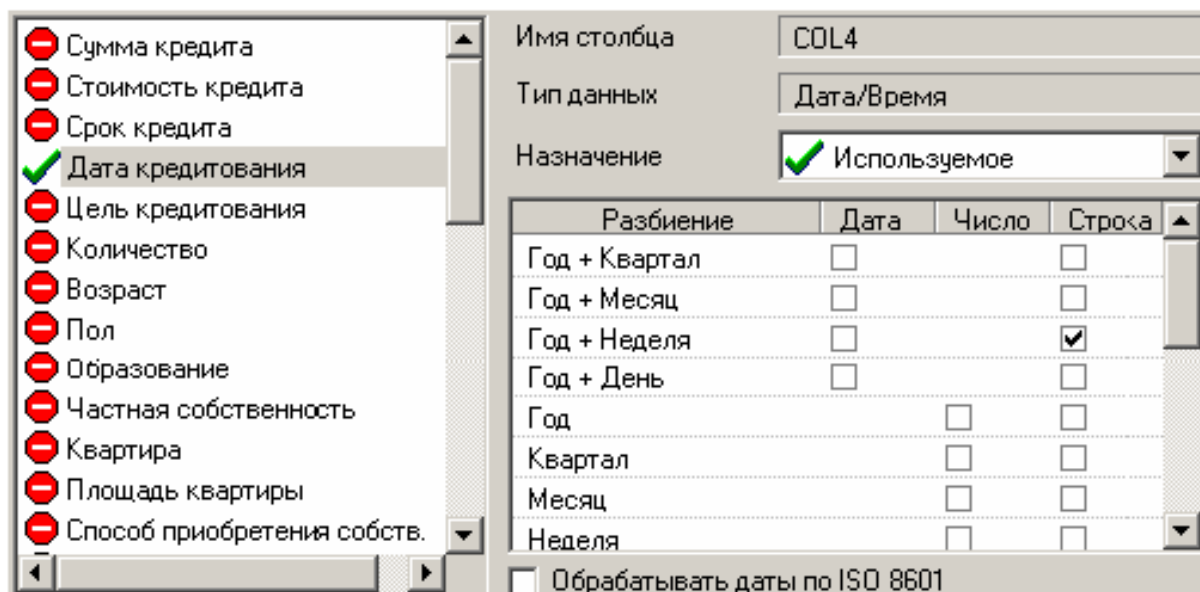 Сумма кредита
Стоимость кредита
Срок кредита
Дата кредитования
Цель кредитования
Количество
Возраст
Пол
Образование
Частная собственность
Квартира
Площадь квартиры
Способ приобретения собств.
Имя столбца COL4
Тип данных Дата/Время
Назначение Используемое
Разбиение Дата Число Строка
Год + Квартал
Год + Месяц
Год + Неделя
Год + День
Год
Квартал
Месяц
Неделя
Обрабатывать даты по ISO 8601